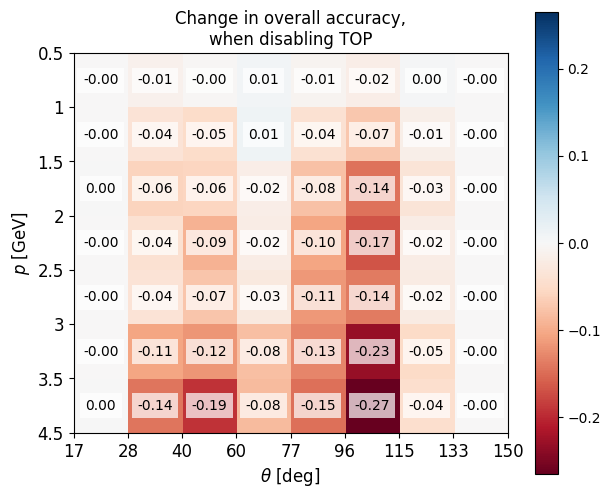 Change in overall accuracy,
when disabling TOP
0.5
-0.00 -0.01 -0.00 0.01 -0.01 -0.02 0.00 -0.00
1
-0.00 -0.04 -0.05 0.01 -0.04 -0.07 -0.01 -0.00
1.5
0.00 -0.06 -0.06 -0.02 -0.08 -0.14 -0.03 -0.00
2
-0.00 -0.04 -0.09 -0.02 -0.10 -0.17 -0.02 -0.00
2.5
-0.00 -0.04 -0.07 -0.03 -0.11 -0.14 -0.02 -0.00
3
-0.00 -0.11 -0.12 -0.08 -0.13 -0.23 -0.05 -0.00
3.5
0.00 -0.14 -0.19 -0.08 -0.15 -0.27 -0.04 -0.00
4.5
p [GeV]
17 28 40 60 77 96 115 133 150
θ [deg]
0.2
0.1
0.0
−0.1
−0.2